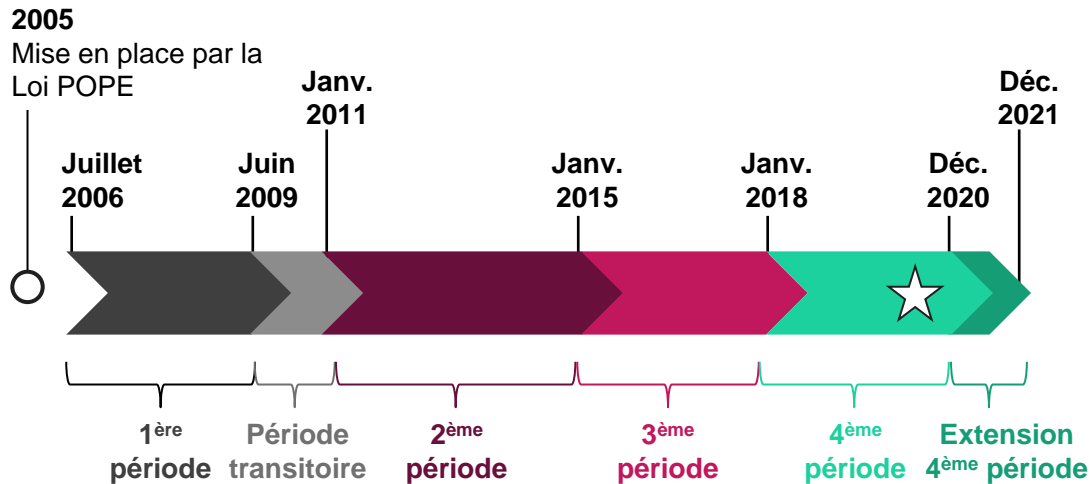 2005
Mise en place par la
Loi POPE
Janv.
2011
Déc.
2021
Juillet
2006
Juin
2009
Janv.
2015
Janv.
2018
Déc.
2020
1ère
période
Période
transitoire
2ème
période
3ème
période
4ème
période
Extension
4ème période